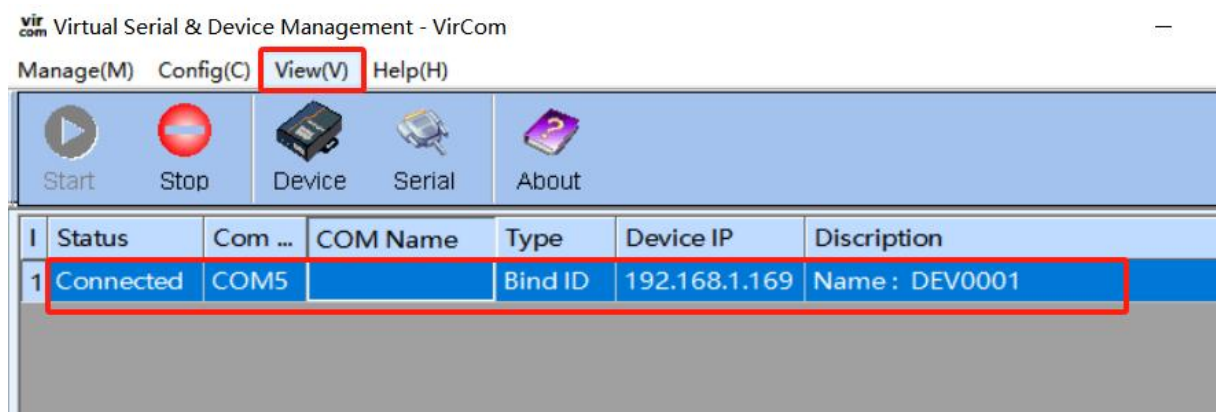 vir com Virtual Serial & Device Management - VirCom
Manage(M) Config(C) View(V) Help(H)
Start Stop Device Serial About
I Status Com ... COM Name Type Device IP Discription
1 Connected COM5 Bind ID 192.168.1.169 Name : DEV0001